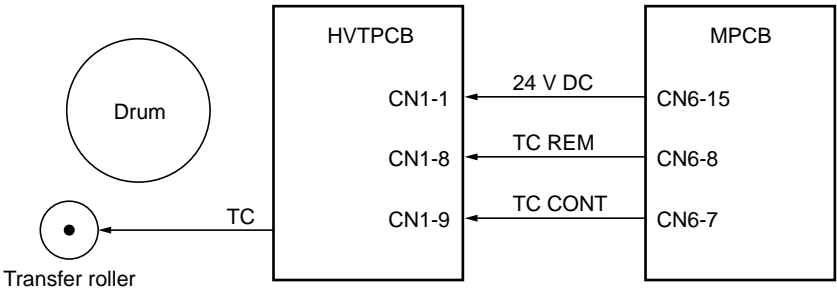 HVTPCB
MPCB
Drum
CN1-1
24 V DC
CN6-15
CN1-8
TC REM
CN6-8
TC
CN1-9
TC CONT
CN6-7
Transfer roller